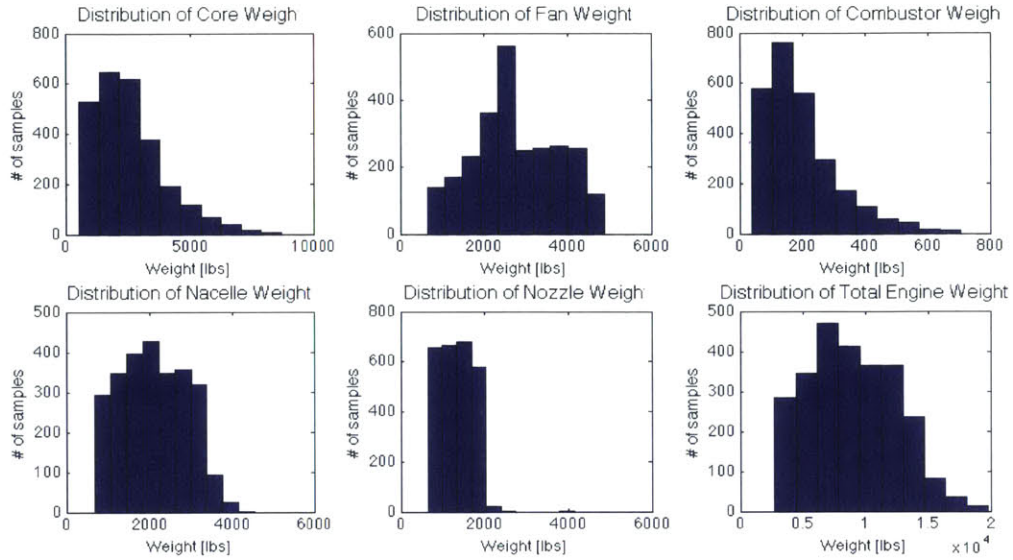 Distribution of Core Weigh
800
600
400
200
0
0 5000 10000
# of samples
Weight [lbs]
Distribution of Fan Weight
600
400
200
0
0 2000 4000 6000
# of samples
Weight [lbs]
Distribution of Combustor Weigh
800
600
400
200
0
0 200 400 600 800
# of samples
Weight [lbs]
Distribution of Nacelle Weight
500
400
300
200
100
0
0 2000 4000 6000
# of samples
Weight [lbs]
Distribution of Nozzle Weigh
800
600
400
200
0
0 2000 4000 6000
# of samples
Weight [lbs]
Distribution of Total Engine Weight
500
400
300
200
100
0
0 0.5 1 1.5 2
# of samples
Weight [lbs]
x 10^4